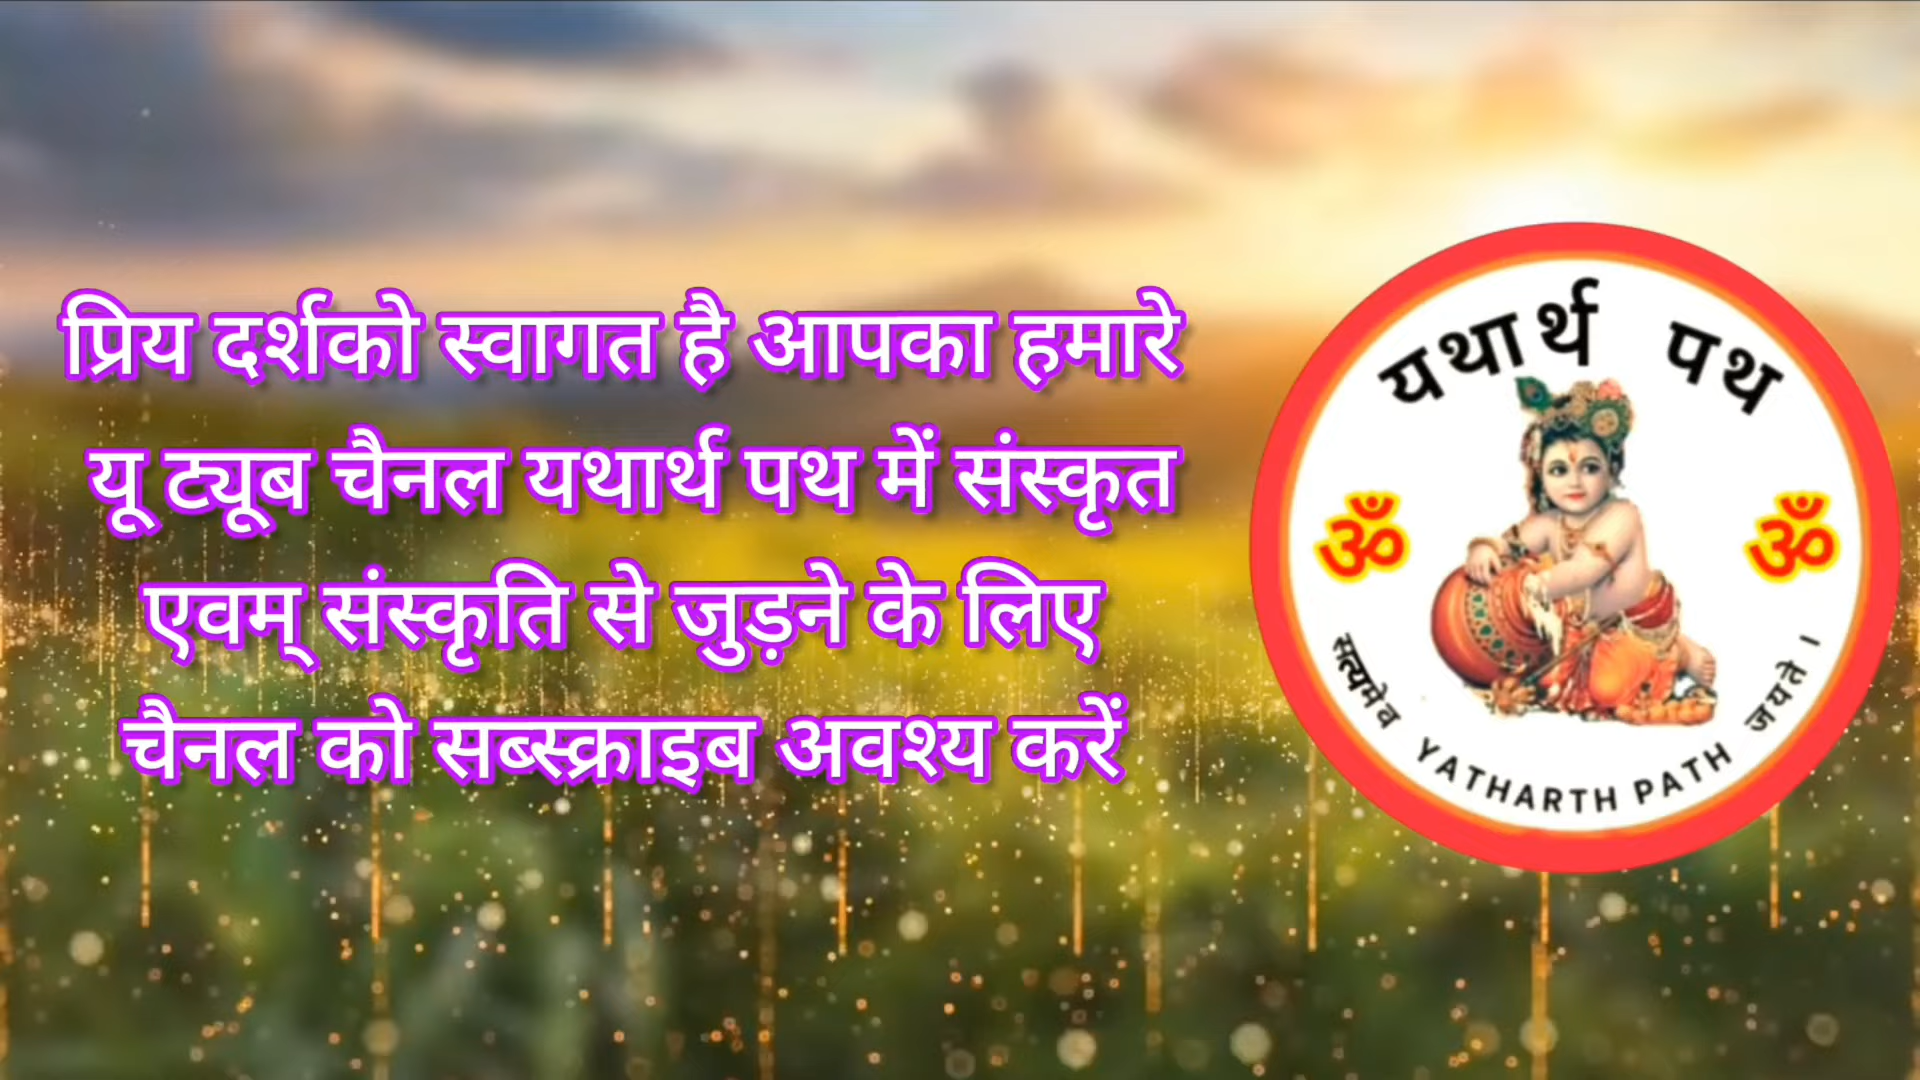 प्रिय दर्शको स्वागत है आपका हमारे
यू ट्यूब चैनल यथार्थ पथ में संस्कृत
एवम् संस्कृति से जुड़ने के लिए
चैनल को सब्स्क्राइब अवश्य करें
यथार्थ पथ
ॐ ॐ
सत्यमेव YATHARTH PATH जयते ।